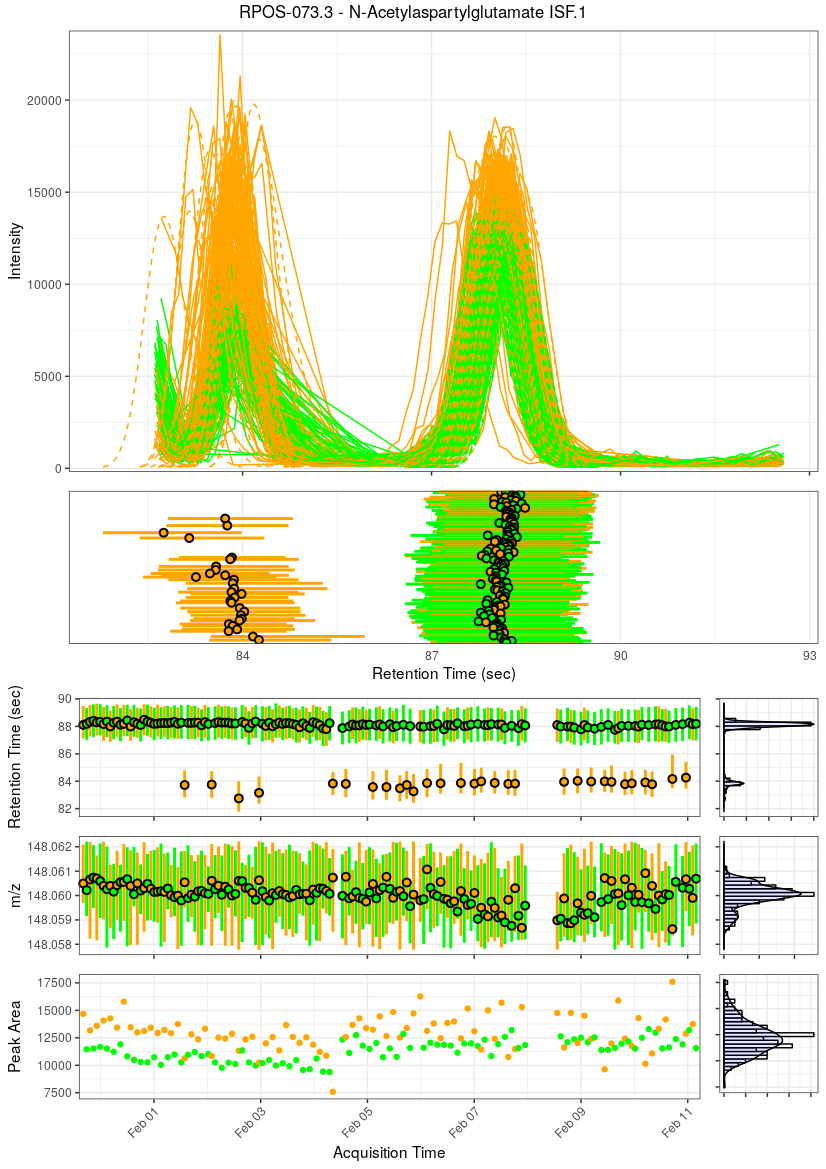 RPOS-073.3 - N-Acetylaspartylglutamate ISF.1
Intensity
20000
15000
10000
5000
0
84
87
90
93
Retention Time (sec)
Retention Time (sec)
90
88
86
84
82
m/z
148.062
148.061
148.060
148.059
148.058
Peak Area
17500
15000
12500
10000
7500
Feb 01
Feb 03
Feb 05
Feb 07
Feb 09
Feb 11
Acquisition Time